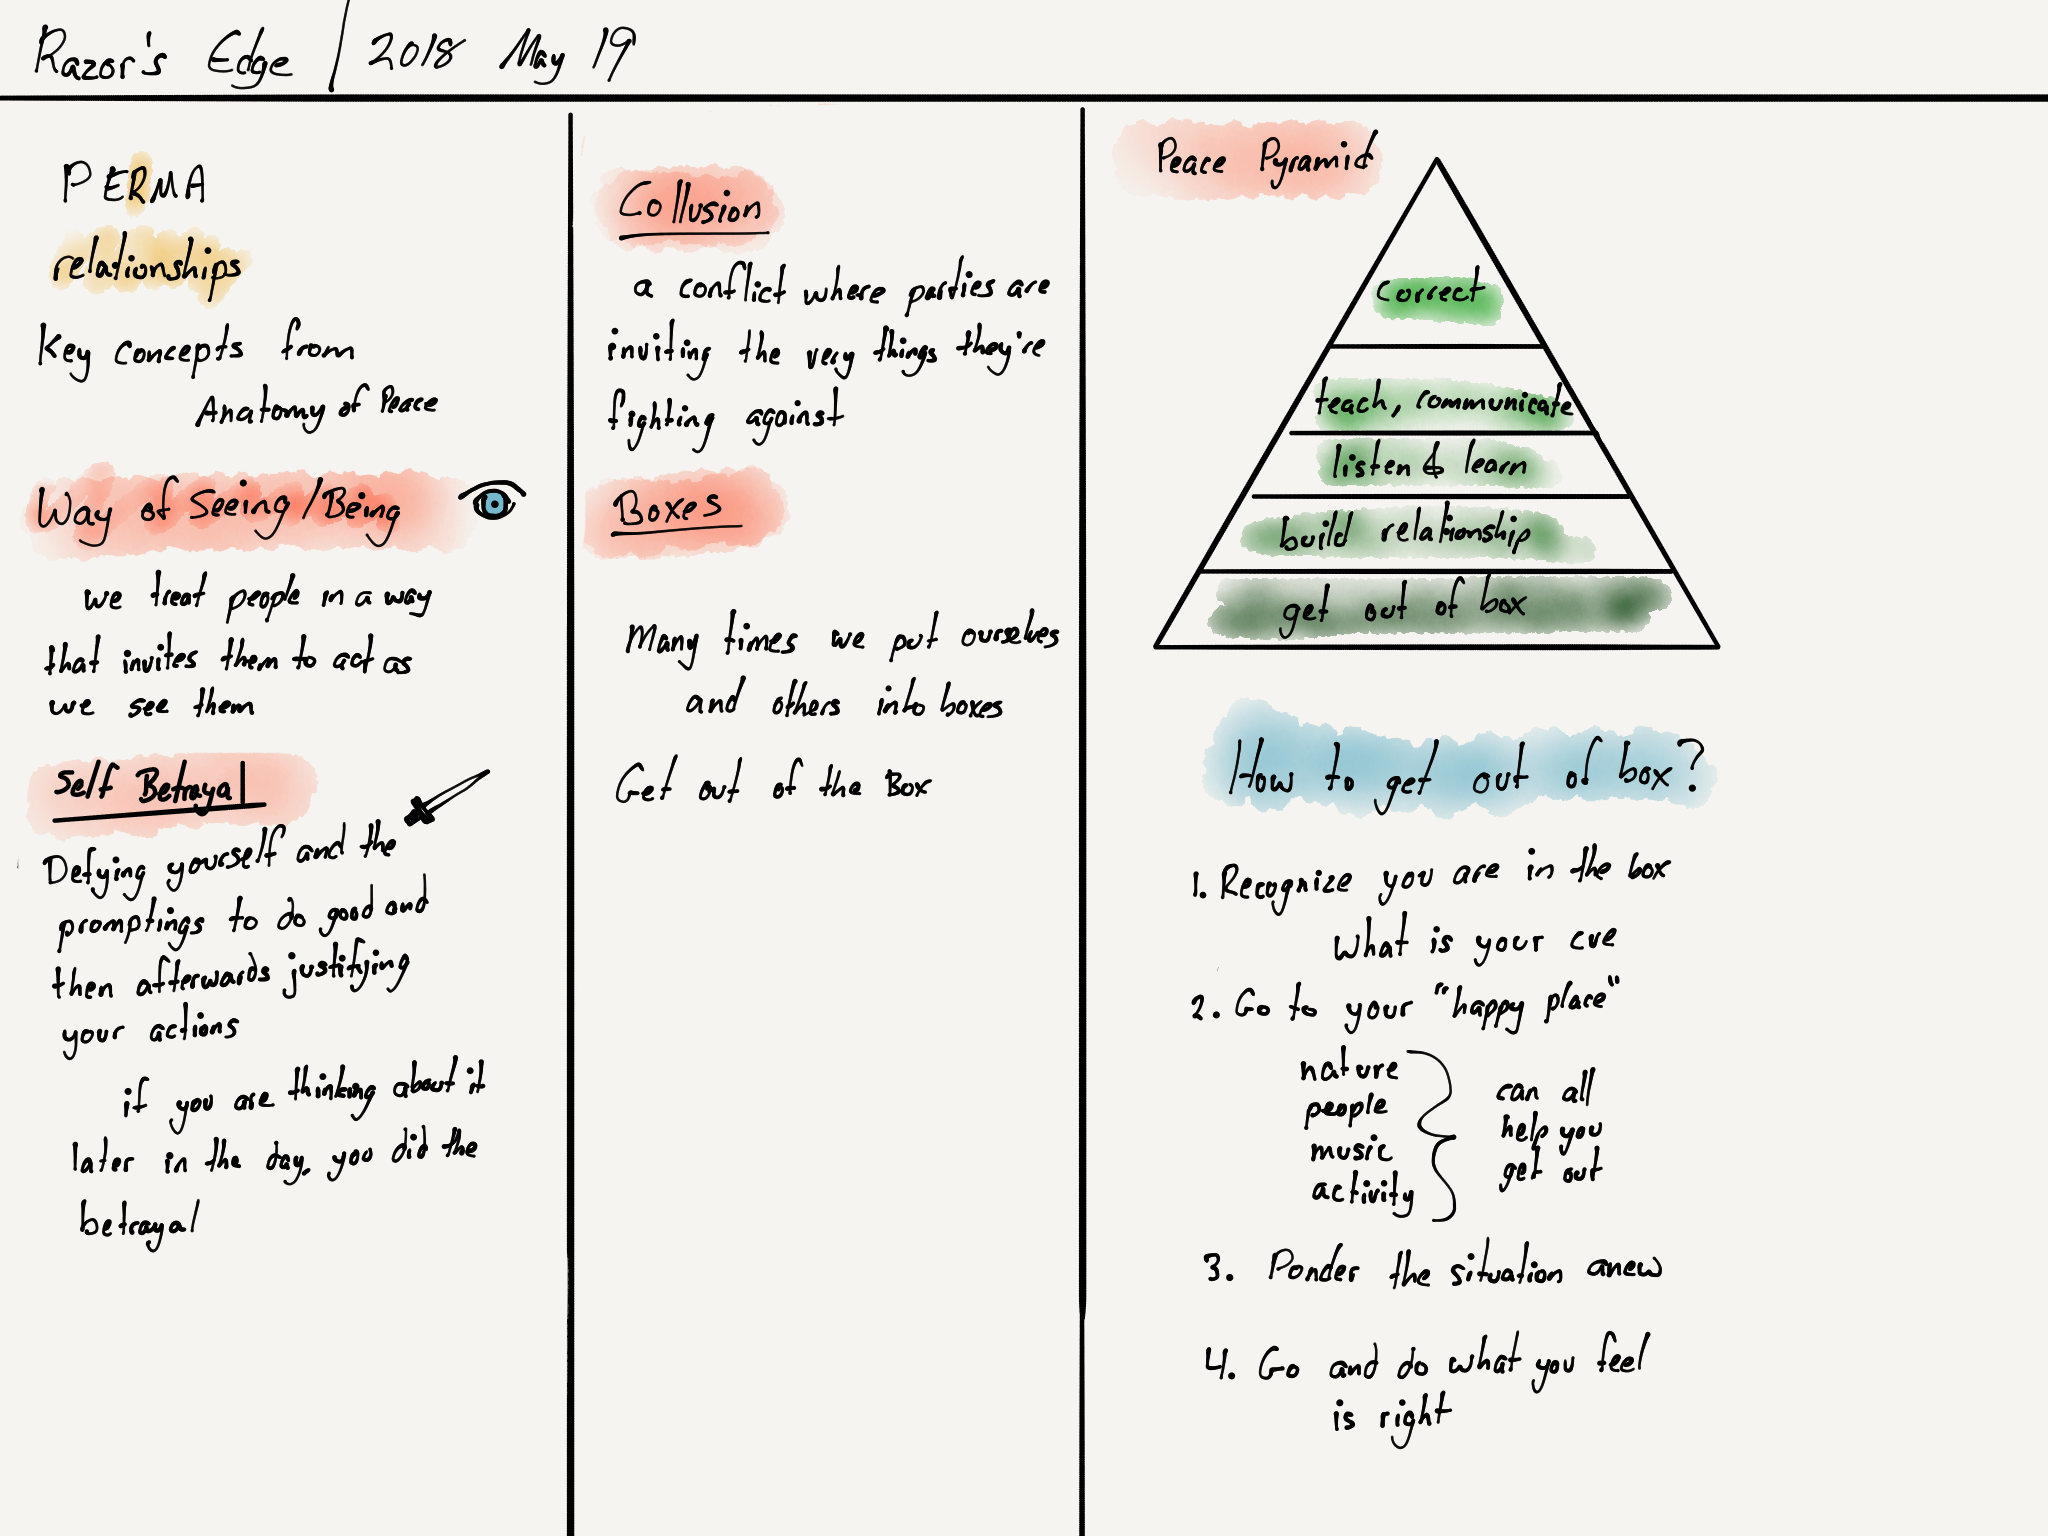 Razor's Edge / 2018 May 19
PERMA
relationships
Key concepts from
Anatomy of Peace
Way of Seeing/Being
we treat people in a way
that invites them to act as
we see them
Self Betrayal
Defying yourself and the
promptings to do good and
then afterwards justifying
your actions
if you are thinking about it
later in the day, you did the
betrayal
Collusion
a conflict where parties are
inviting the very things they're
fighting against
Boxes
Many times we put ourselves
and others into boxes
Get out of the Box
Peace Pyramid
correct
teach, communicate
listen & learn
build relationship
get out of box
How to get out of box?
1. Recognize you are in the box
What is your cue
2. Go to your "happy place"
nature
people
music
activity
can all
help you
get out
3. Ponder the situation anew
4. Go and do what you feel
is right